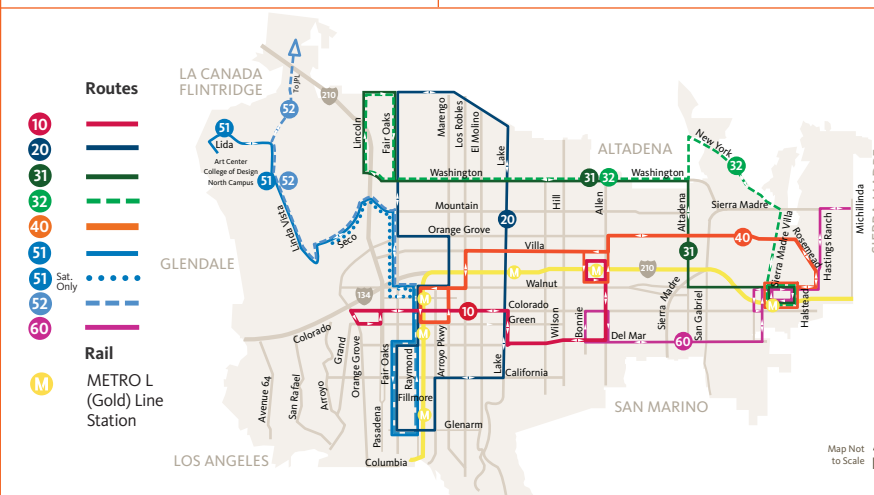 Routes
10
20
31
32
40
51
51 Sat.
Only
52
60
Rail
M METRO L
(Gold) Line
Station
LA CANADA
FLINTRIDGE
To JPL
210
52
51
Lida
Art Center
College of Design
North Campus
51
52
Linda Vista
Seco
GLENDALE
134
Lincoln
Fair Oaks
Marengo
Los Robles
El Molino
Lake
ALTADENA
New York
32
Washington
31
32
Washington
Mountain
Hill
Allen
Altadena
Sierra Madre
Sierra Madre Villa
Michillinda
20
Orange Grove
Villa
40
Rosemead
Hastings Ranch
31
M
M
210
Walnut
M
Sierra Madre
San Gabriel
M
Halstead
Colorado
10
Green
Wilson
Bonnie
M
Colorado
Del Mar
60
Grand
Orange Grove
Fair Oaks
Raymond
Arroyo Pkwy
Lake
California
Avenue 64
San Rafael
Arroyo
Pasadena
Fillmore
M
Glenarm
SAN MARINO
LOS ANGELES
Columbia
Map Not
to Scale